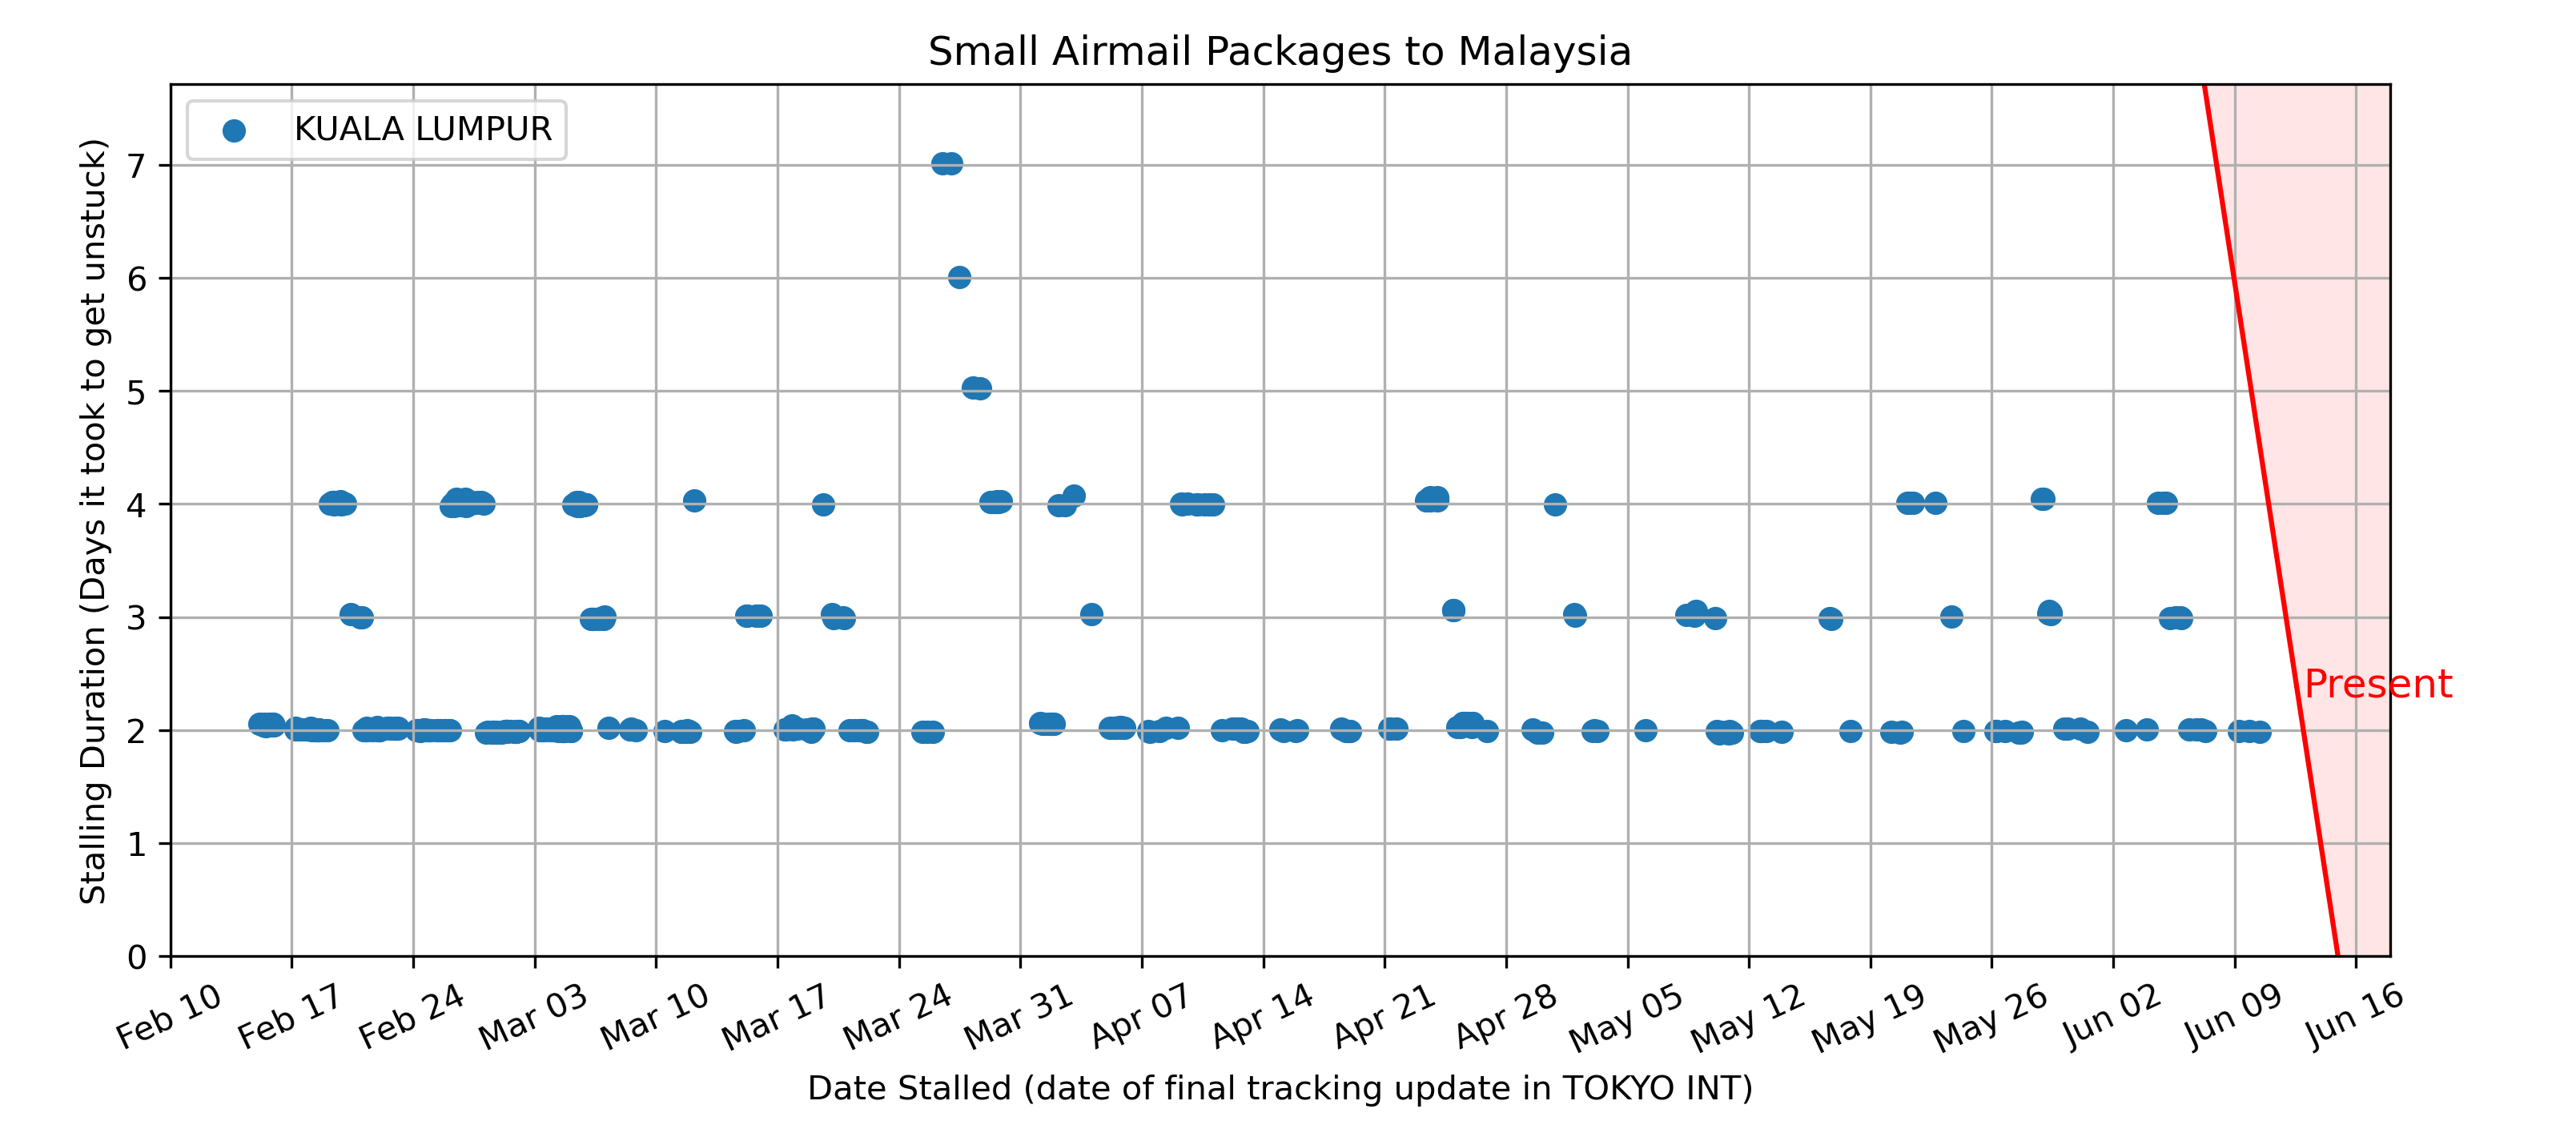 Small Airmail Packages to Malaysia
KUALA LUMPUR
Stalling Duration (Days it took to get unstuck)
7
6
5
4
3
2
1
0
Present
Feb 10
Feb 17
Feb 24
Mar 03
Mar 10
Mar 17
Mar 24
Mar 31
Apr 07
Apr 14
Apr 21
Apr 28
May 05
May 12
May 19
May 26
Jun 02
Jun 09
Jun 16
Date Stalled (date of final tracking update in TOKYO INT)